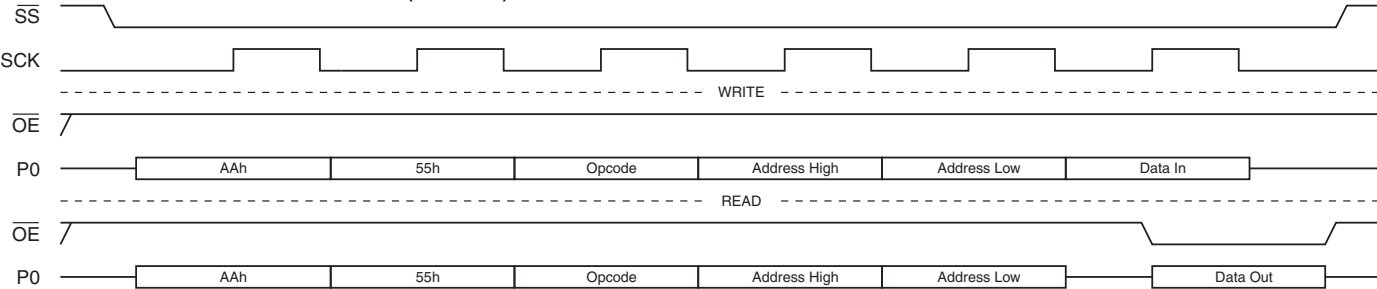 SS
SCK
WRITE
OE
P0 AAh 55h Opcode Address High Address Low Data In
READ
OE
P0 AAh 55h Opcode Address High Address Low Data Out